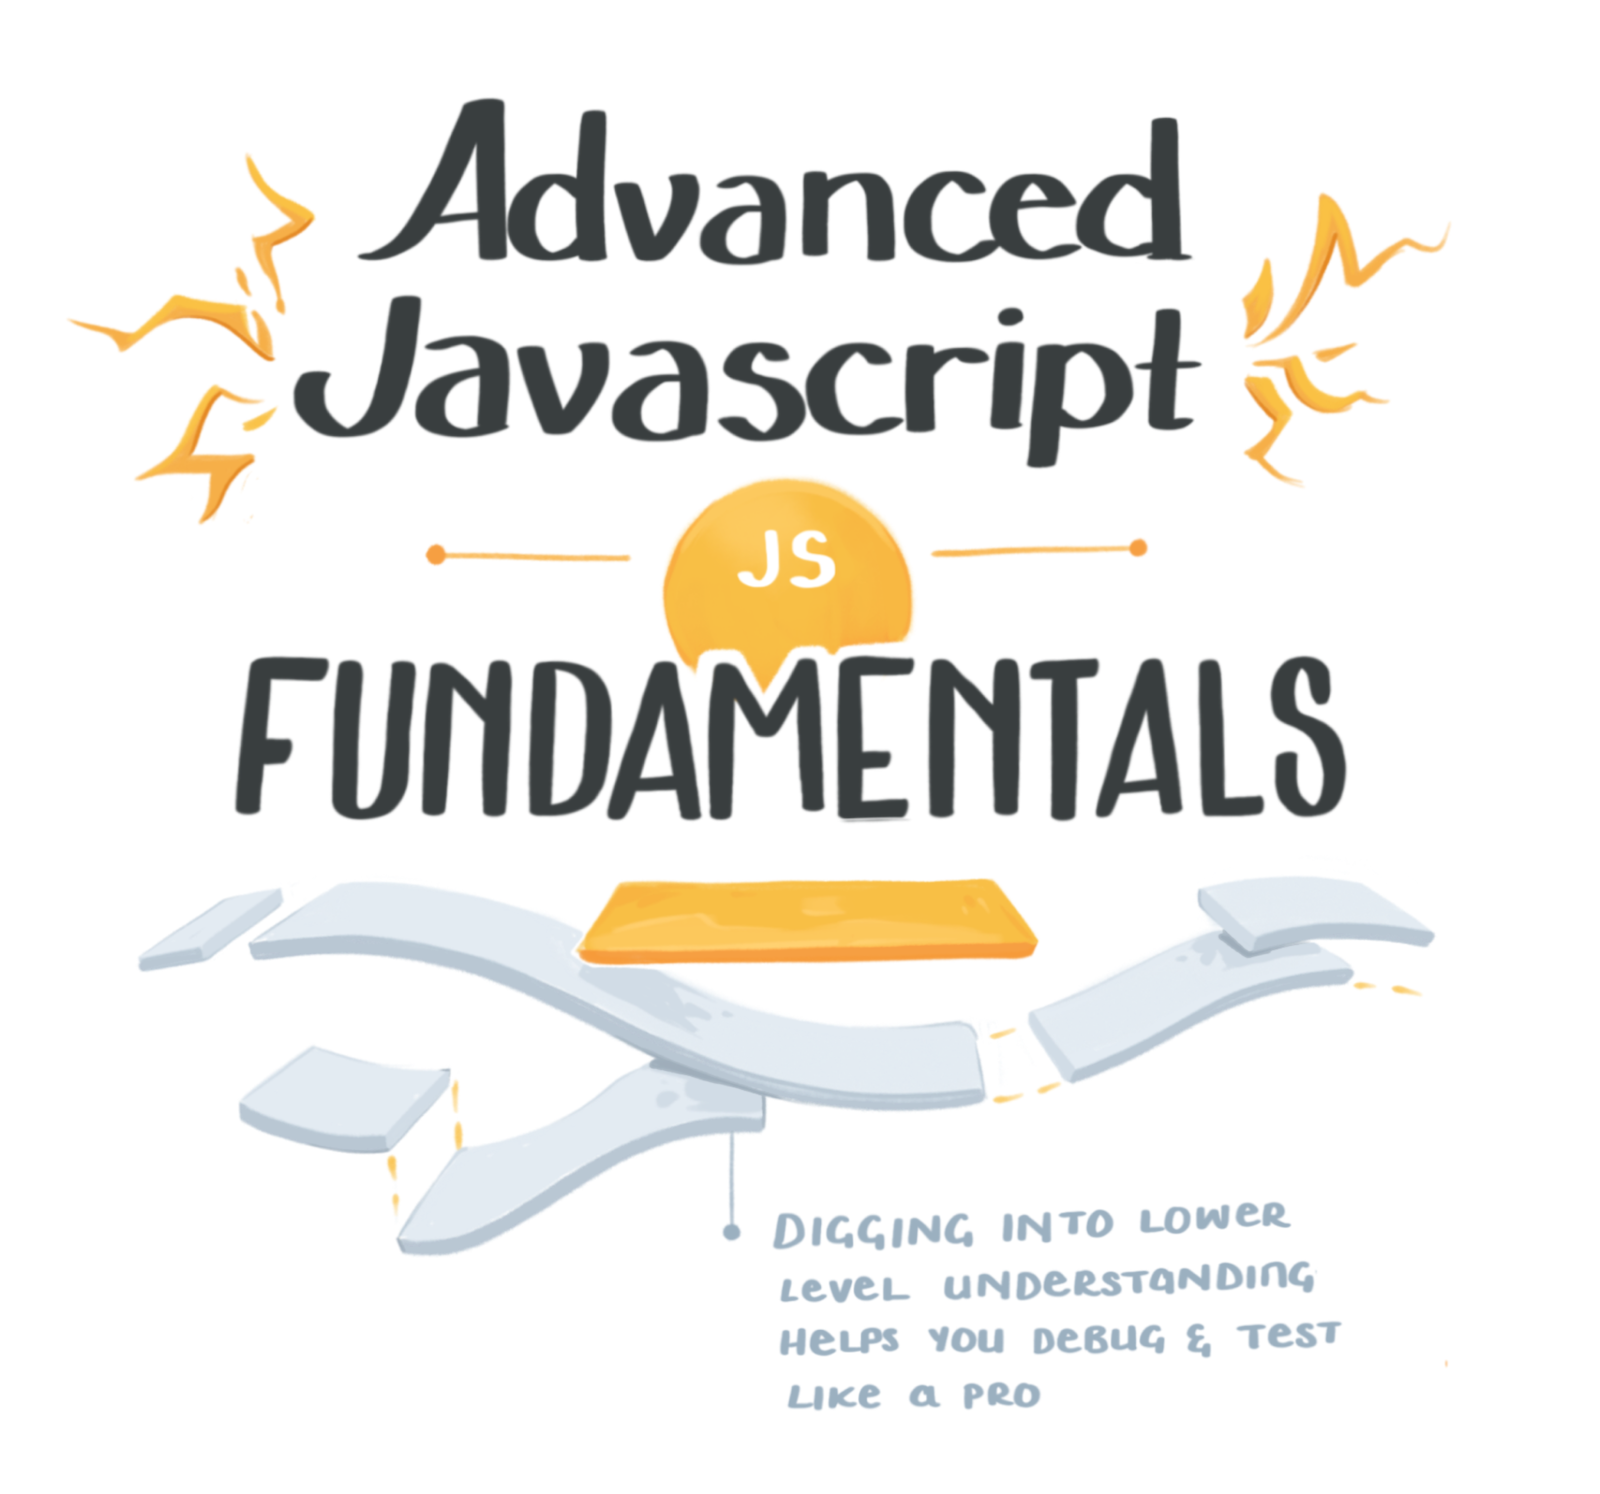 Advanced
Javascript
JS
FUNDAMENTALS
DIGGING INTO LOWER
LEVEL UNDERSTANDING
HELPS YOU DEBUG & TEST
LIKE A PRO